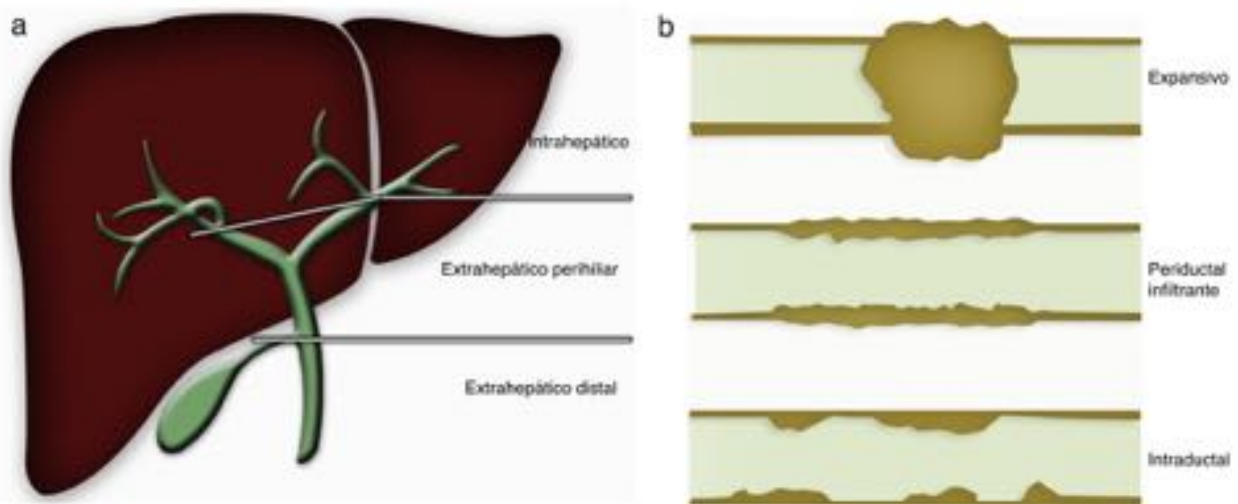 a
Intrahepático
Extrahepático perihiliar
Extrahepático distal
b
Expansivo
Periductal
infiltrante
Intraductal